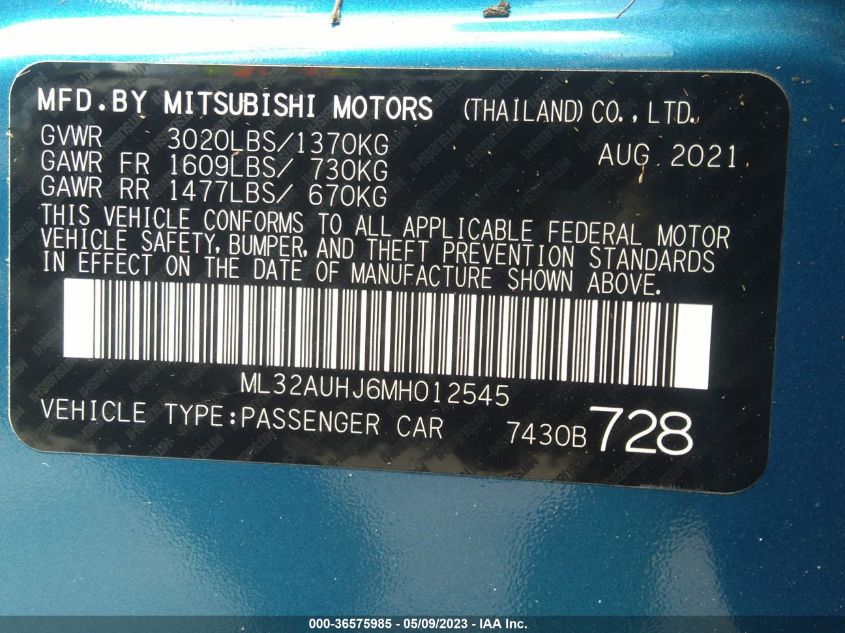 MFD.BY MITSUBISHI MOTORS (THAILAND) CO.,LTD.
GVWR 3020LBS/1370KG AUG 2021
GAWR FR 1609LBS/ 730KG
GAWR RR 1477LBS/ 670KG
THIS VEHICLE CONFORMS TO ALL APPLICABLE FEDERAL MOTOR
VEHICLE SAFETY, BUMPER, AND THEFT PREVENTION STANDARDS
IN EFFECT ON THE DATE OF MANUFACTURE SHOWN ABOVE.
ML32AUHJ6MH012545
VEHICLE TYPE:PASSENGER CAR 7430B 728
000-36575985 - 05/09/2023 - IAA Inc.